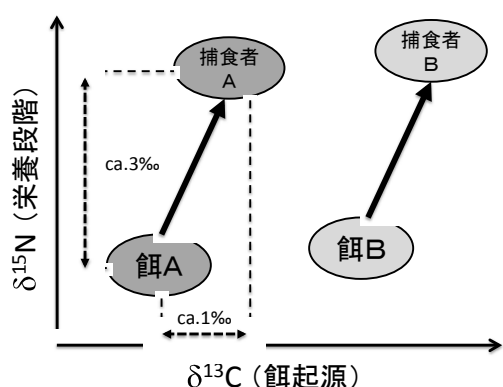 捕食者
A
捕食者
B
ca.3‰
δ15N（栄養段階）
餌A
餌B
ca.1‰
δ13C（餌起源）